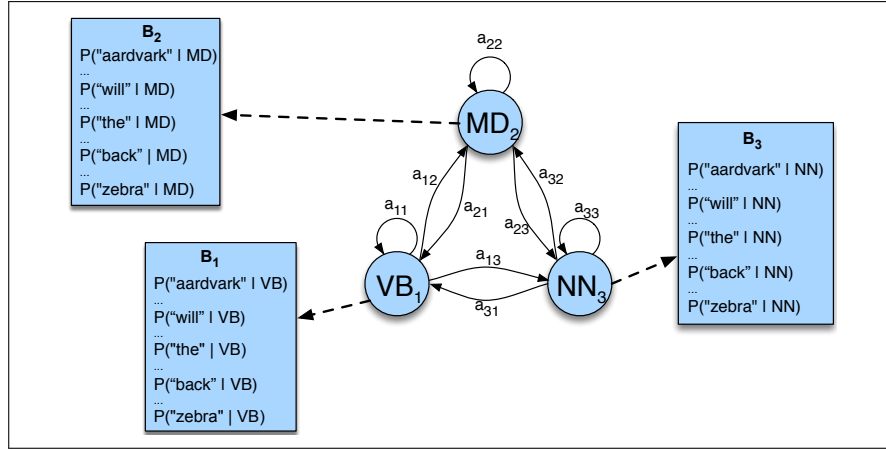 B2
P("aardvark" | MD)
...
P(“will” | MD)
...
P("the" | MD)
...
P(“back” | MD)
...
P("zebra" | MD)
a22
MD2
B3
P("aardvark" | NN)
...
P(“will” | NN)
...
P("the" | NN)
...
P(“back” | NN)
...
P("zebra" | NN)
a12
a21
a32
a23
a11
a33
B1
P("aardvark" | VB)
...
P(“will” | VB)
...
P("the" | VB)
...
P(“back” | VB)
...
P("zebra" | VB)
VB1
a13
a31
NN3